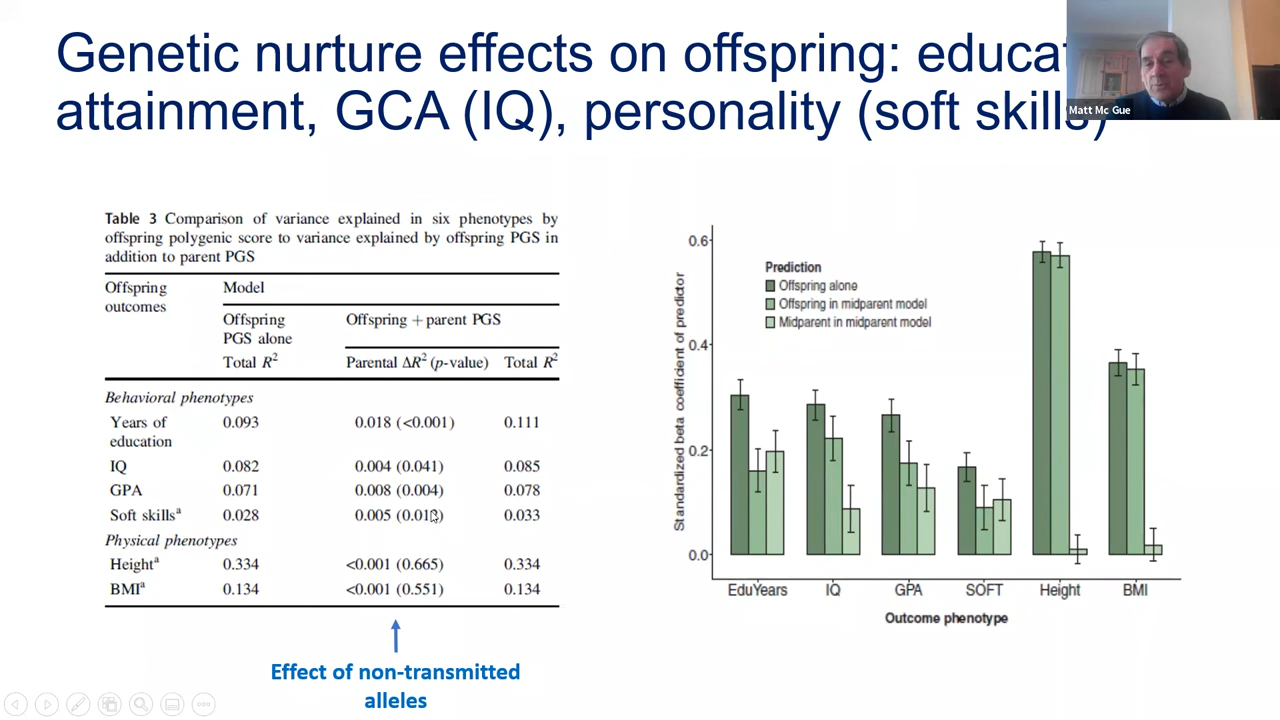 Genetic nurture effects on offspring: educat
attainment, GCA (IQ), personality (soft skills)
Matt Mc Gue
Table 3 Comparison of variance explained in six phenotypes by
offspring polygenic score to variance explained by offspring PGS in
addition to parent PGS
Offspring outcomes
Model
Offspring PGS alone
Offspring + parent PGS
Total R²
Parental ΔR² (p-value)
Total R²
Behavioral phenotypes
Years of education 0.093 0.018 (<0.001) 0.111
IQ 0.082 0.004 (0.041) 0.085
GPA 0.071 0.008 (0.004) 0.078
Soft skillsᵃ 0.028 0.005 (0.013) 0.033
Physical phenotypes
Heightᵃ 0.334 <0.001 (0.665) 0.334
BMIᵃ 0.134 <0.001 (0.551) 0.134
Effect of non-transmitted
alleles
Standardized beta coefficient of predictor
0.6
0.4
0.2
0.0
Prediction
Offspring alone
Offspring in midparent model
Midparent in midparent model
EduYears IQ GPA SOFT Height BMI
Outcome phenotype